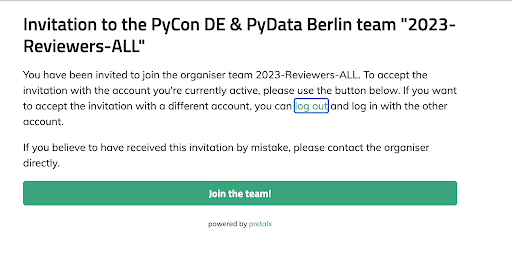 Invitation to the PyCon DE & PyData Berlin team "2023-
Reviewers-ALL"
You have been invited to join the organiser team 2023-Reviewers-ALL. To accept the
invitation with the account you're currently active, please use the button below. If you want
to accept the invitation with a different account, you can log out and log in with the other
account.
If you believe to have received this invitation by mistake, please contact the organiser
directly.
Join the team!
powered by pretalx